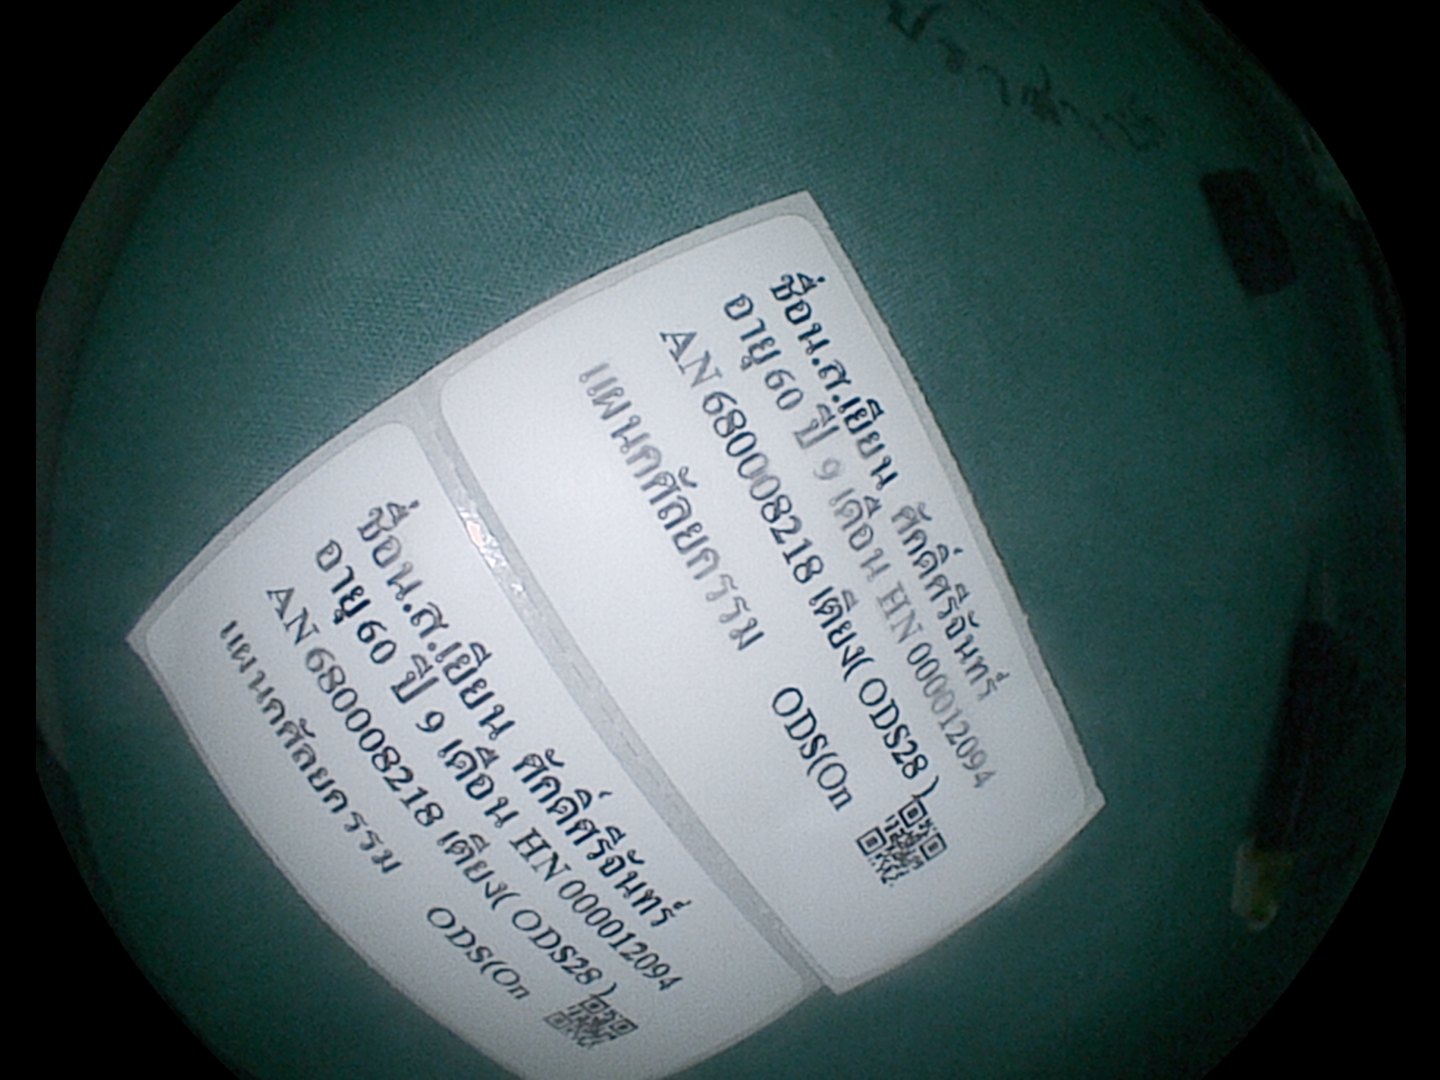 ชื่อน.ส.เยียน ศักดิ์ศรีจันทร์
อายุ 60 ปี 9 เดือน HN 000012094
AN 680008218 เตียง( ODS28 )
แผนกศัลยกรรม ODS(On
ชื่อน.ส.เยียน ศักดิ์ศรีจันทร์
อายุ 60 ปี 9 เดือน HN 000012094
AN 680008218 เตียง( ODS28 )
แผนกศัลยกรรม ODS(On